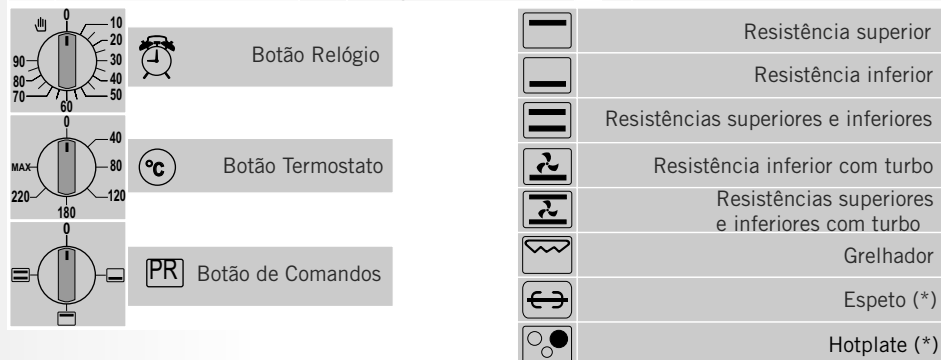 0
10
20
90
30
80
40
70
50
60
Botão Relógio
0
40
MAX
80
220
120
180
°C
Botão Termostato
0
PR
Botão de Comandos
Resistência superior
Resistência inferior
Resistências superiores e inferiores
Resistência inferior com turbo
Resistências superiores
e inferiores com turbo
Grelhador
Espeto (*)
Hotplate (*)